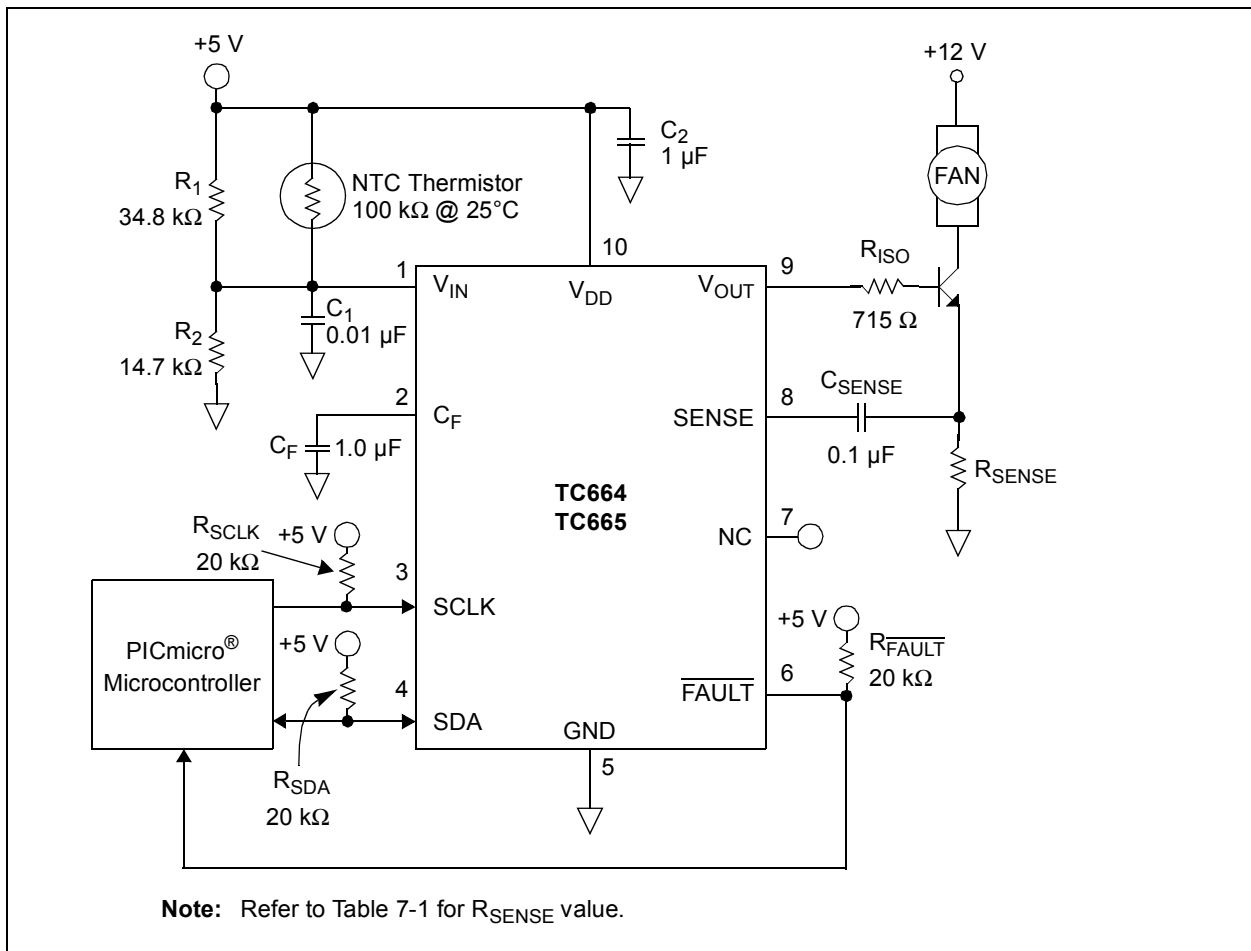 +5 V
+12 V
C2
1 µF
FAN
R1
34.8 kΩ
NTC Thermistor
100 kΩ @ 25°C
10
RISO
1
9
VIN
VDD
VOUT
C1
0.01 µF
715 Ω
R2
14.7 kΩ
CSENSE
2
8
CF
SENSE
CF
1.0 µF
0.1 µF
RSENSE
TC664
TC665
RSCLK
20 kΩ
+5 V
7
NC
3
SCLK
PICmicro®
Microcontroller
+5 V
+5 V
RFAULT
20 kΩ
4
6
SDA
FAULT
GND
5
RSDA
20 kΩ
Note: Refer to Table 7-1 for RSENSE value.